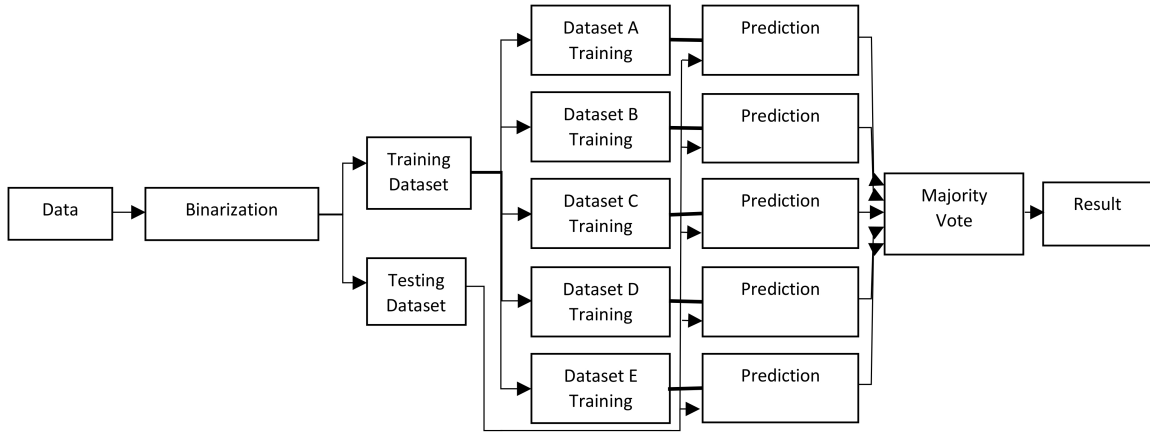 Data
Binarization
Training
Dataset
Testing
Dataset
Dataset A
Training
Dataset B
Training
Dataset C
Training
Dataset D
Training
Dataset E
Training
Prediction
Prediction
Prediction
Prediction
Prediction
Majority
Vote
Result